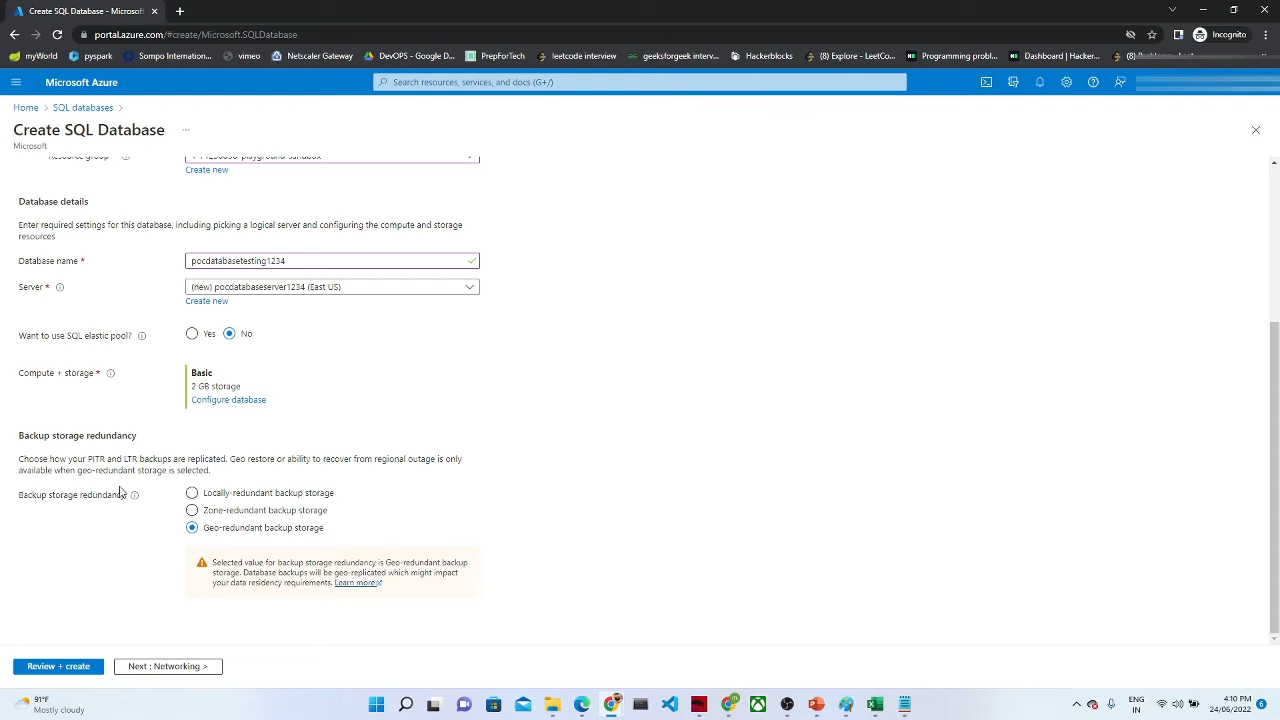 Create SQL Database - Microsoft
portal.azure.com/#create/Microsoft.SQLDatabase
Incognito
myWorld
pyspark
Sompo Internation...
vimeo
Netscaler Gateway
DevOPS - Google D...
PrepForTech
leetcode interview
geeksforgeek interv...
Hackerblocks
(8) Explore - LeetCo...
Programming probl...
Dashboard | Hacker...
Microsoft Azure
Search resources, services, and docs (G+/)
Home > SQL databases >
Create SQL Database ...
Microsoft
Resource group
Create new
Database details
Enter required settings for this database, including picking a logical server and configuring the compute and storage
resources
Database name *
pocdatabasetesting1234
Server *
(new) pocdatabaseserver1234 (East US)
Create new
Want to use SQL elastic pool?
Yes
No
Compute + storage *
Basic
2 GB storage
Configure database
Backup storage redundancy
Choose how your PITR and LTR backups are replicated. Geo restore or ability to recover from regional outage is only
available when geo-redundant storage is selected.
Backup storage redundancy
Locally-redundant backup storage
Zone-redundant backup storage
Geo-redundant backup storage
Selected value for backup storage redundancy is Geo-redundant backup
storage. Database backups will be geo-replicated which might impact
your data residency requirements. Learn more
Review + create
Next : Networking >
91°F
Mostly cloudy
ENG
IN
4:10 PM
24/06/2022